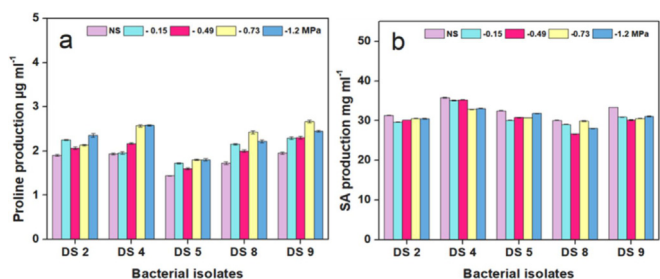 a
NS - 0.15 - 0.49 -0.73 -1.2 MPa
Proline production µg ml⁻¹
5
4
3
2
1
0
DS 2 DS 4 DS 5 DS 8 DS 9
Bacterial isolates
b
NS -0.15 -0.49 -0.73 -1.2 MPa
SA production mg ml⁻¹
50
40
30
20
10
0
DS 2 DS 4 DS 5 DS 8 DS 9
Bacterial isolates